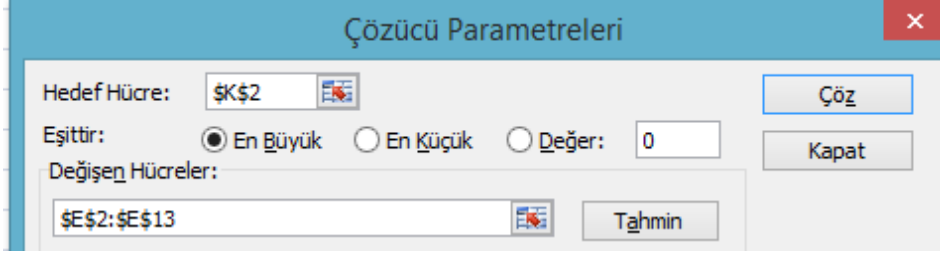 Çözücü Parametreleri ×
Hedef Hücre: $K$2 Çöz
Eşittir: En Büyük En Küçük Değer: 0 Kapat
Değişen Hücreler:
$E$2:$E$13 Tahmin